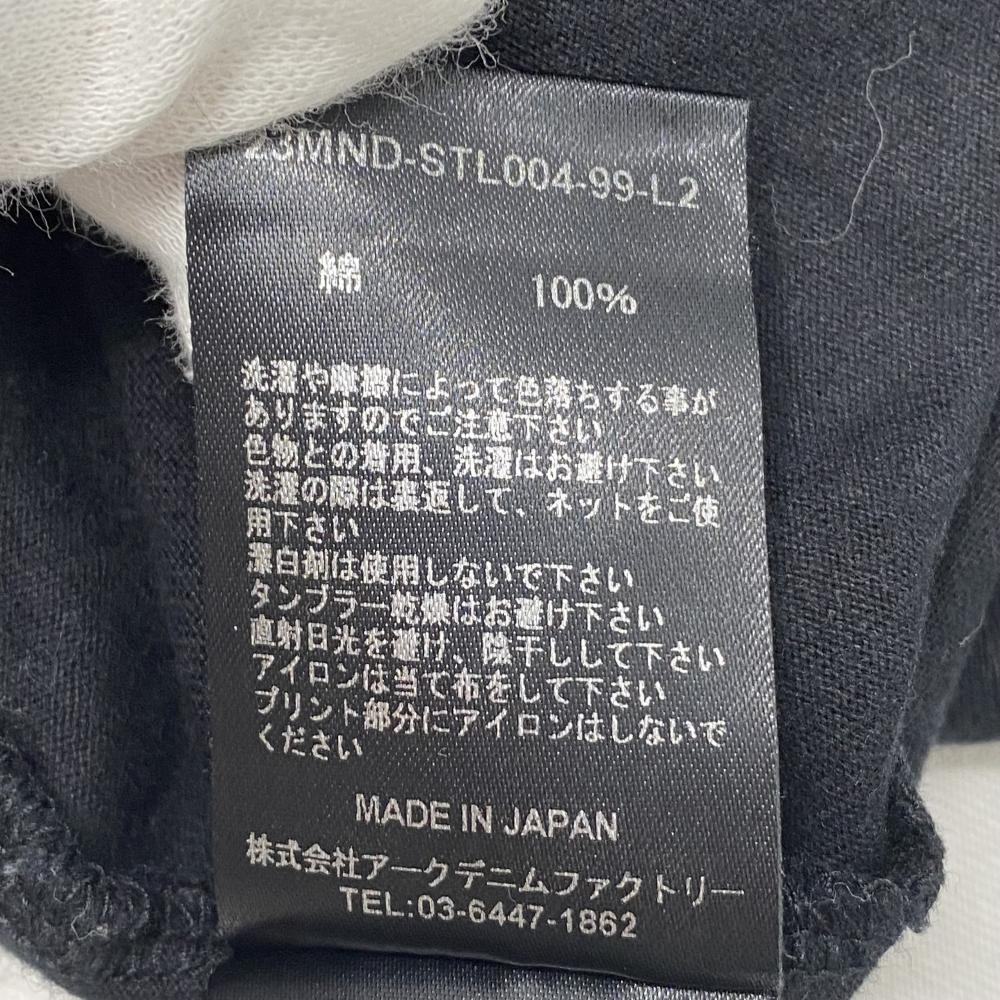 23MND-STL004-99-L2
綿 100%
洗濯や摩擦によって色落ちする事が
ありますのでご注意下さい
色物との着用、洗濯はお避け下さい
洗濯の際は裏返して、ネットをご使
用下さい
漂白剤は使用しないで下さい
タンブラー乾燥はお避け下さい
直射日光を避け、陰干しして下さい
アイロンは当て布をして下さい
プリント部分にアイロンはしないで
ください
MADE IN JAPAN
株式会社アークデニムファクトリー
TEL:03-6447-1862